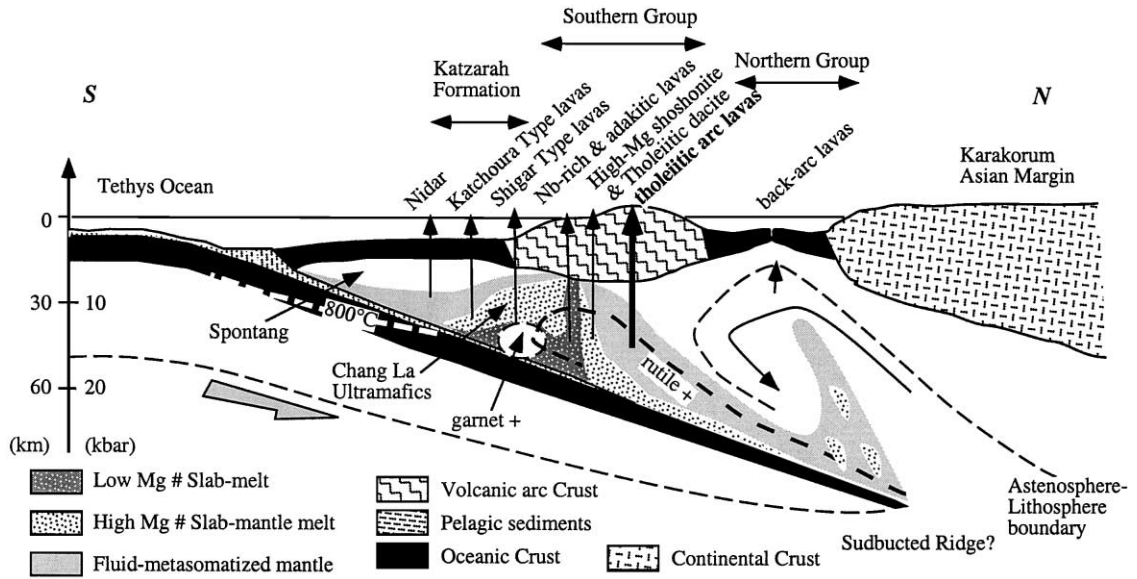 Southern Group
Northern Group
Katzarah
Formation
S
N
Nidar
Katchoura Type lavas
Shigar Type lavas
Nb-rich & adakitic lavas
High-Mg shoshonite
& Tholeiitic dacite
tholeiitic arc lavas
back-arc lavas
Karakorum
Asian Margin
Tethys Ocean
0
30
10
60
20
(km)
(kbar)
800°C
Spontang
Chang La
Ultramafics
garnet +
rutile +
Astenosphere-
Lithosphere
boundary
Sudbucted Ridge?
Low Mg # Slab-melt
High Mg # Slab-mantle melt
Fluid-metasomatized mantle
Volcanic arc Crust
Pelagic sediments
Oceanic Crust
Continental Crust